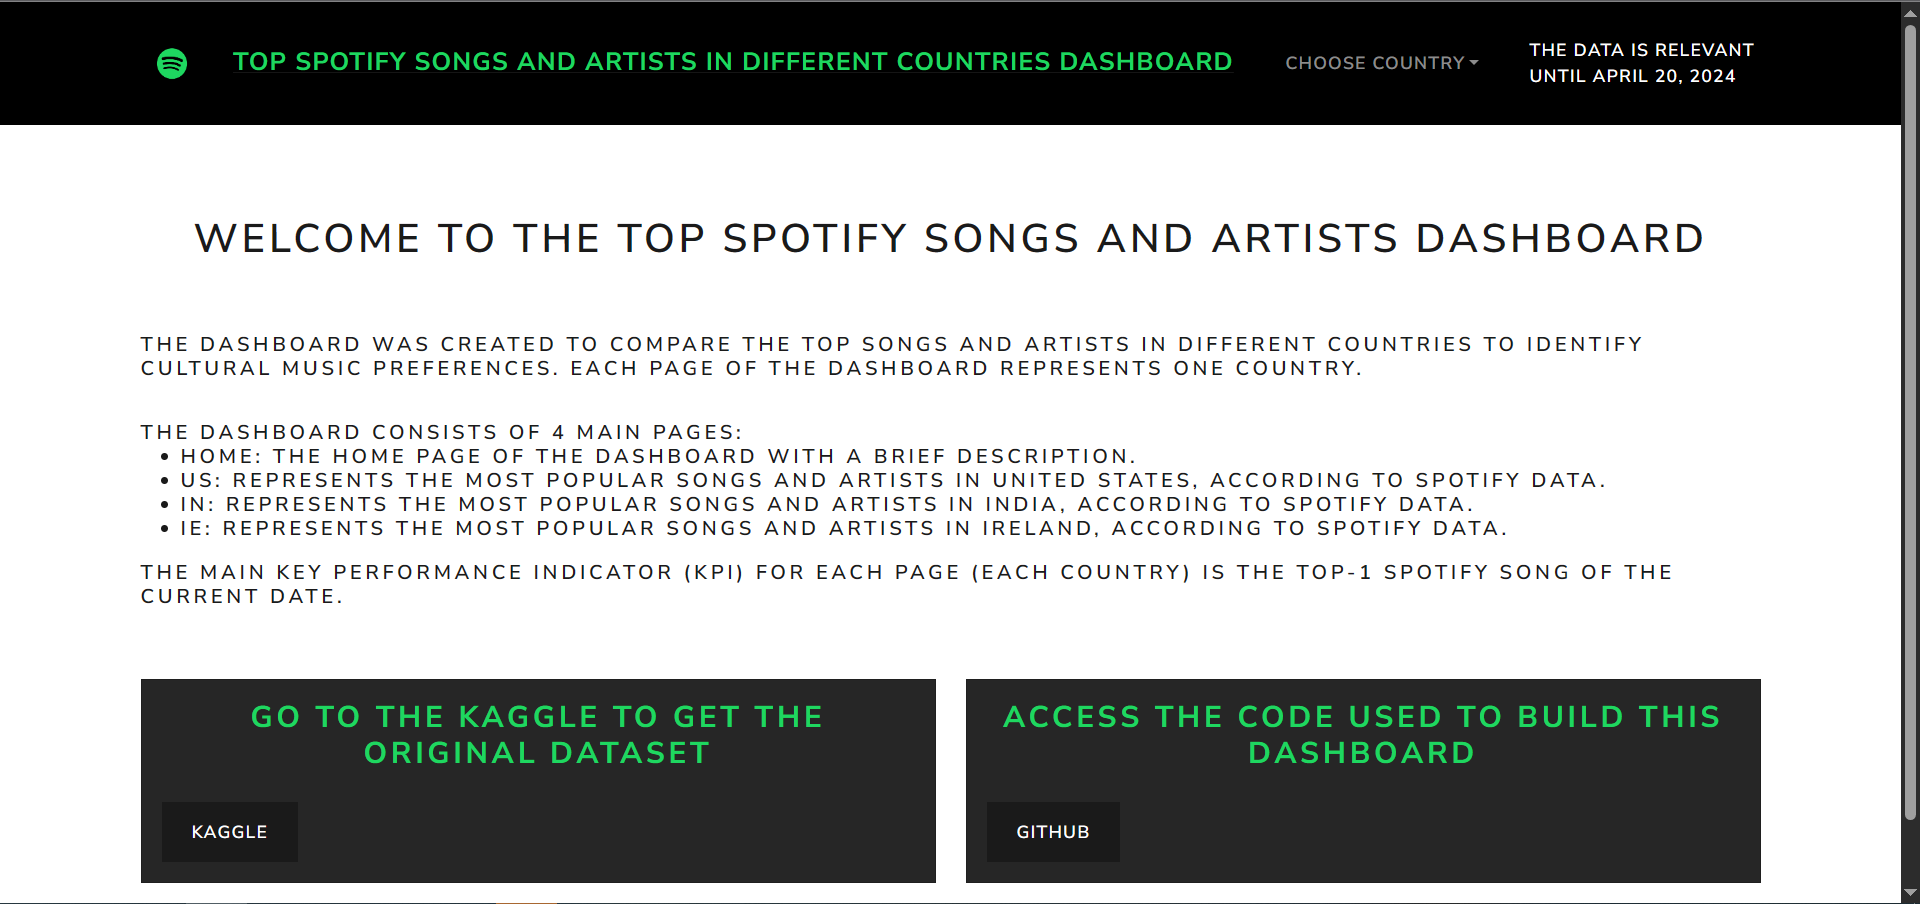 TOP SPOTIFY SONGS AND ARTISTS IN DIFFERENT COUNTRIES DASHBOARD
CHOOSE COUNTRY
THE DATA IS RELEVANT
UNTIL APRIL 20, 2024
WELCOME TO THE TOP SPOTIFY SONGS AND ARTISTS DASHBOARD
THE DASHBOARD WAS CREATED TO COMPARE THE TOP SONGS AND ARTISTS IN DIFFERENT COUNTRIES TO IDENTIFY
CULTURAL MUSIC PREFERENCES. EACH PAGE OF THE DASHBOARD REPRESENTS ONE COUNTRY.
THE DASHBOARD CONSISTS OF 4 MAIN PAGES:
• HOME: THE HOME PAGE OF THE DASHBOARD WITH A BRIEF DESCRIPTION.
• US: REPRESENTS THE MOST POPULAR SONGS AND ARTISTS IN UNITED STATES, ACCORDING TO SPOTIFY DATA.
• IN: REPRESENTS THE MOST POPULAR SONGS AND ARTISTS IN INDIA, ACCORDING TO SPOTIFY DATA.
• IE: REPRESENTS THE MOST POPULAR SONGS AND ARTISTS IN IRELAND, ACCORDING TO SPOTIFY DATA.
THE MAIN KEY PERFORMANCE INDICATOR (KPI) FOR EACH PAGE (EACH COUNTRY) IS THE TOP-1 SPOTIFY SONG OF THE
CURRENT DATE.
GO TO THE KAGGLE TO GET THE
ORIGINAL DATASET
KAGGLE
ACCESS THE CODE USED TO BUILD THIS
DASHBOARD
GITHUB